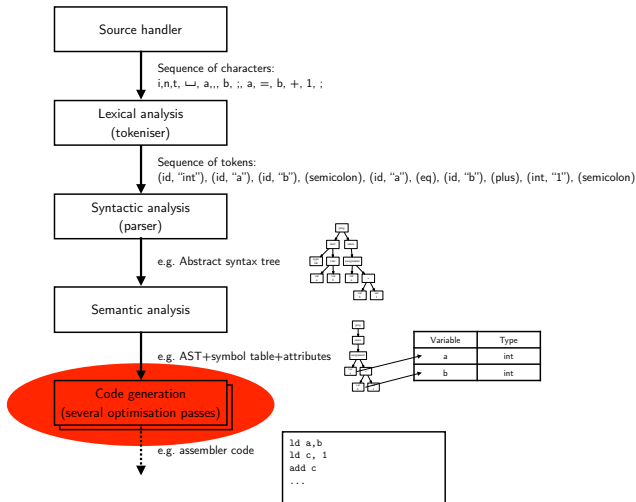 Source handler
Sequence of characters:
i,n,t, ␣, a,,, b, ;, a, =, b, +, 1, ;
Lexical analysis
(tokeniser)
Sequence of tokens:
(id, “int”), (id, “a”), (id, “b”), (semicolon), (id, “a”), (eq), (id, “b”), (plus), (int, “1”), (semicolon)
Syntactic analysis
(parser)
e.g. Abstract syntax tree
Semantic analysis
e.g. AST+symbol table+attributes
Variable Type
a int
b int
Code generation
(several optimisation passes)
e.g. assembler code
ld a,b
ld c, 1
add c
...